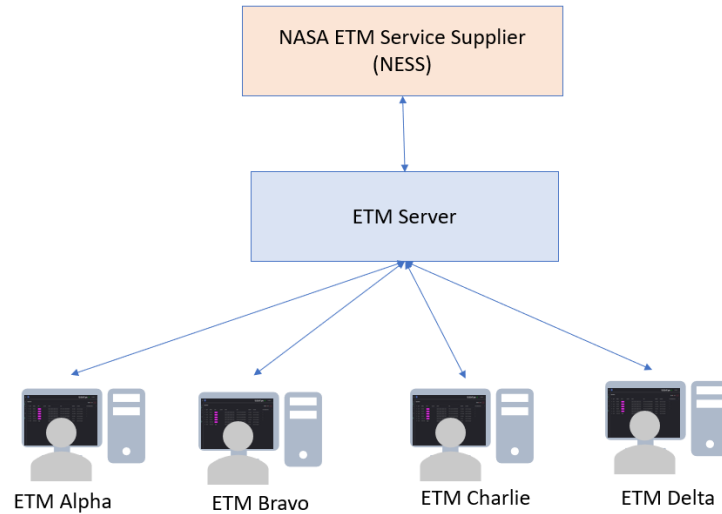 NASA ETM Service Supplier
(NESS)
ETM Server
ETM Alpha
ETM Bravo
ETM Charlie
ETM Delta